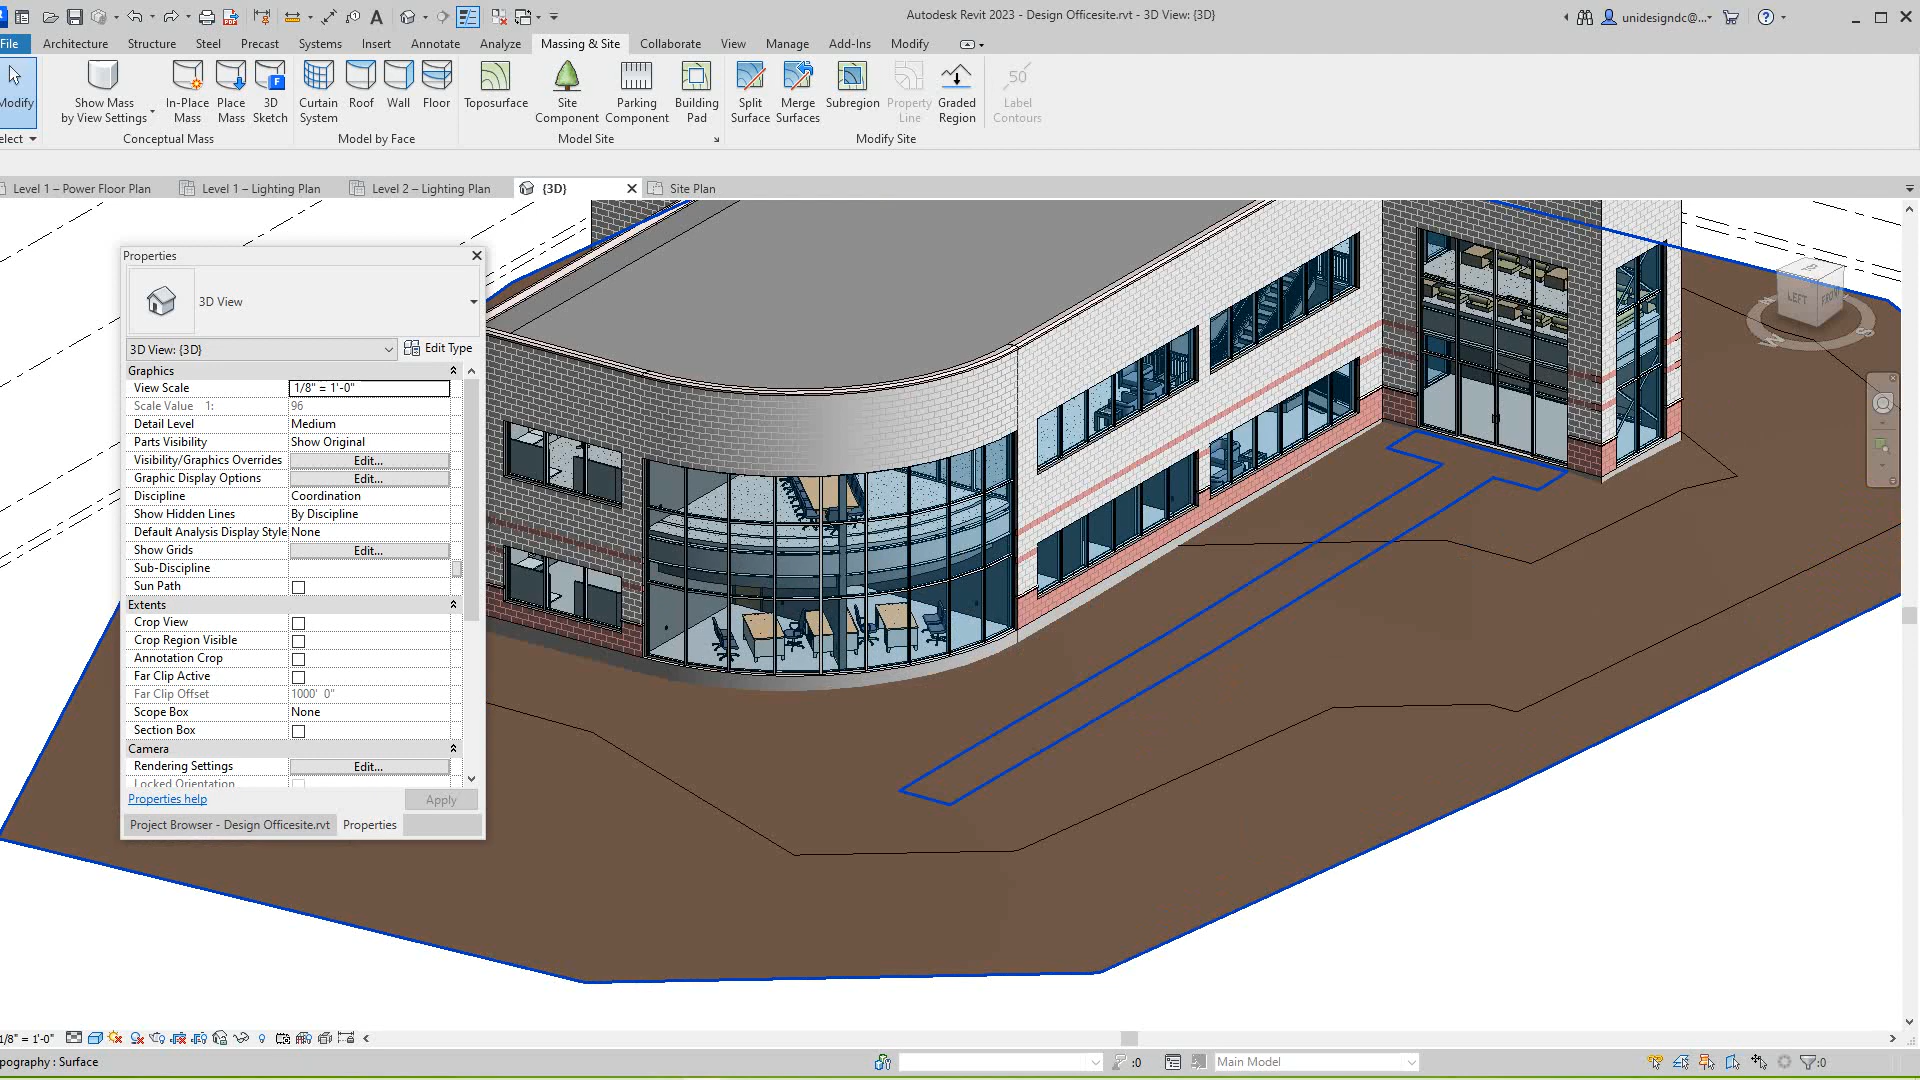 Autodesk Revit 2023 - Design Officesite.rvt - 3D View: {3D}
unidesigndc@...
File Architecture Structure Steel Precast Systems Insert Annotate Analyze Massing & Site Collaborate View Manage Add-Ins Modify
Modify
Show Mass
by View Settings
In-Place
Mass
Place
Mass
3D
Sketch
Curtain
System
Roof
Wall
Floor
Toposurface
Site
Component
Parking
Component
Building
Pad
Split
Surface
Merge
Surfaces
Subregion
Property
Line
Graded
Region
50
Label
Contours
elect
Conceptual Mass
Model by Face
Model Site
Modify Site
Level 1 – Power Floor Plan
Level 1 – Lighting Plan
Level 2 – Lighting Plan
{3D}
Site Plan
Properties
3D View
3D View: {3D}
Edit Type
Graphics
View Scale 1/8" = 1'-0"
Scale Value 1: 96
Detail Level Medium
Parts Visibility Show Original
Visibility/Graphics Overrides Edit...
Graphic Display Options Edit...
Discipline Coordination
Show Hidden Lines By Discipline
Default Analysis Display Style None
Show Grids Edit...
Sub-Discipline
Sun Path
Extents
Crop View
Crop Region Visible
Annotation Crop
Far Clip Active
Far Clip Offset 1000' 0"
Scope Box None
Section Box
Camera
Rendering Settings Edit...
Locked Orientation
Properties help
Apply
Project Browser - Design Officesite.rvt
Properties
LEFT
FRONT
W
S
1/8" = 1'-0"
pography : Surface
:0
Main Model
:0